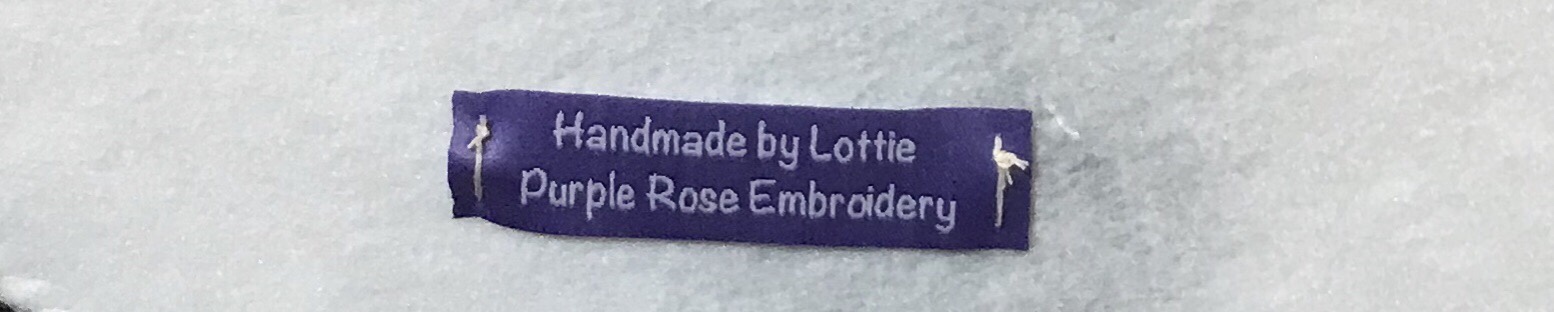 Handmade by Lottie
Purple Rose Embroidery